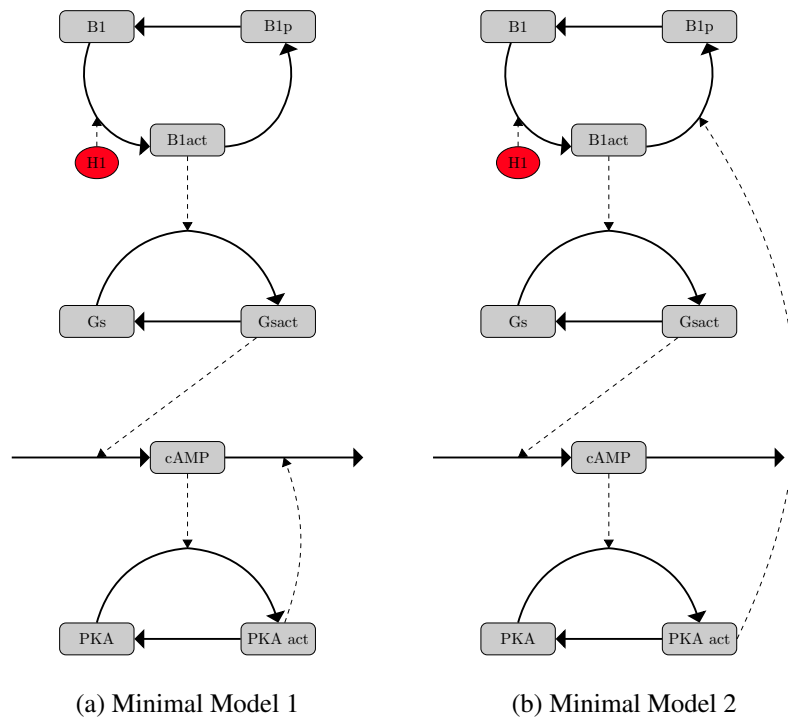 B1
B1p
H1
B1act
Gs
Gsact
cAMP
PKA
PKA act
(a) Minimal Model 1
B1
B1p
H1
B1act
Gs
Gsact
cAMP
PKA
PKA act
(b) Minimal Model 2